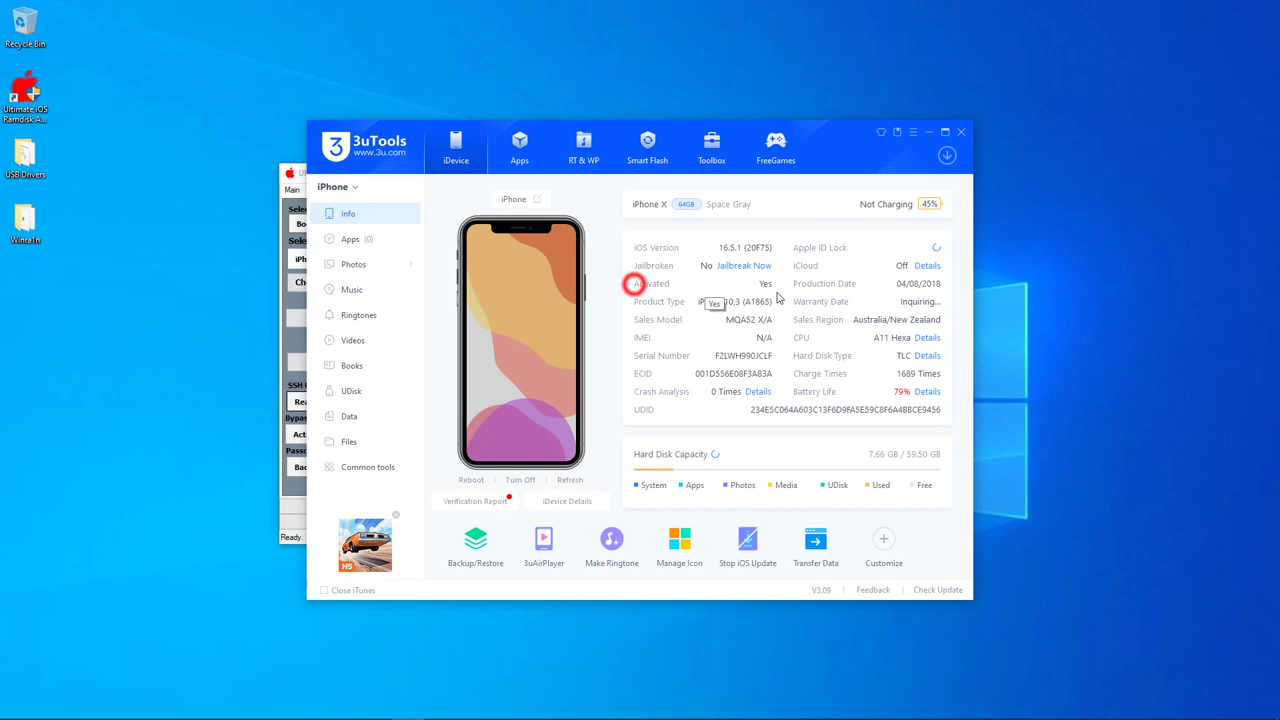 Recycle Bin
Ultimate iOS
Ramdisk A...
USB Drivers
WinraTn
Main
Ready.
3 3uTools
www.3u.com
iDevice
Apps
RT & WP
Smart Flash
Toolbox
FreeGames
iPhone
Info
Apps (0)
Photos
Music
Ringtones
Videos
Books
UDisk
Data
Files
Common tools
H5
Close iTunes
iPhone
Reboot Turn Off Refresh
Verification Report iDevice Details
iPhone X 64GB Space Gray Not Charging 45%
iOS Version 16.5.1 (20F75) Apple ID Lock
Jailbroken No Jailbreak Now iCloud Off Details
Activated Yes Production Date 04/08/2018
Product Type 10,3 (A1865) Warranty Date Inquiring...
Yes
Sales Model MQA52 X/A Sales Region Australia/New Zealand
IMEI N/A CPU A11 Hexa Details
Serial Number F2LWH990JCLF Hard Disk Type TLC Details
ECID 001D556E08F3A83A Charge Times 1689 Times
Crash Analysis 0 Times Details Battery Life 79% Details
UDID 234E5C064A603C13F6D9FA5E59C8F6A4BBCE9456
Hard Disk Capacity 7.66 GB / 59.50 GB
System Apps Photos Media UDisk Used Free
Backup/Restore 3uAirPlayer Make Ringtone Manage Icon Stop iOS Update Transfer Data Customize
V3.09 Feedback Check Update